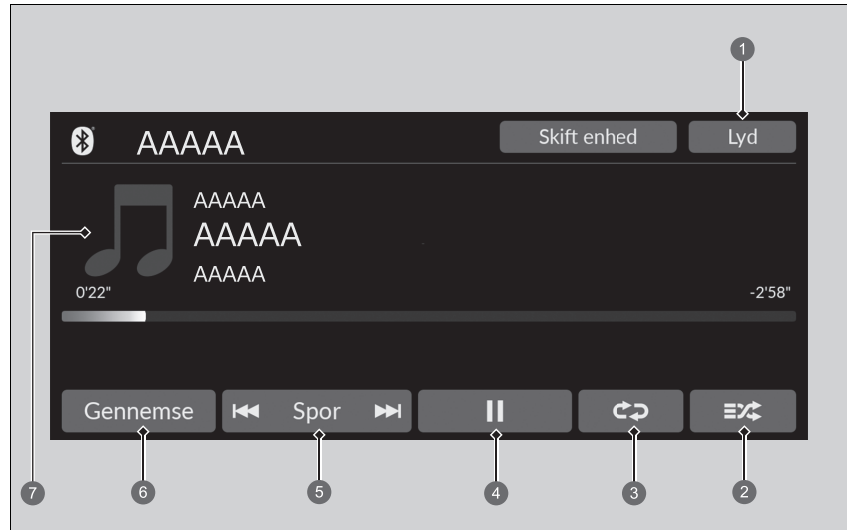 1
AAAAA
Skift enhed
Lyd
AAAAA
AAAAA
7
AAAAA
0'22"
-2'58"
Gennemse
Spor
6
5
4
3
2